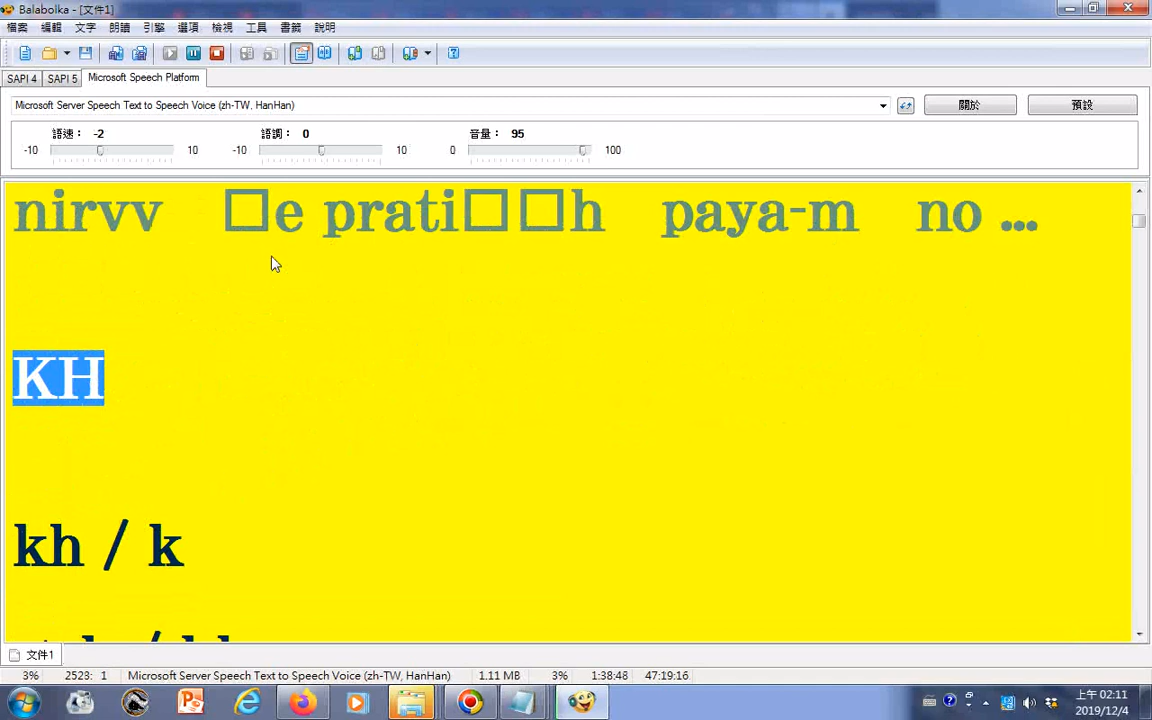 Balabolka - [文件1]
檔案 編輯 文字 朗讀 引擎 選項 檢視 工具 書籤 說明
SAPI 4 SAPI 5 Microsoft Speech Platform
Microsoft Server Speech Text to Speech Voice (zh-TW, HanHan) 關於 預設
語速： -2 語調： 0 音量： 95
-10 10 -10 10 0 100
nirvv □e prati□□h paya-m no ...
KH
kh / k
文件1
3% 2523: 1 Microsoft Server Speech Text to Speech Voice (zh-TW, HanHan) 1.11 MB 3% 1:38:48 47:19:16
上午 02:11
2019/12/4